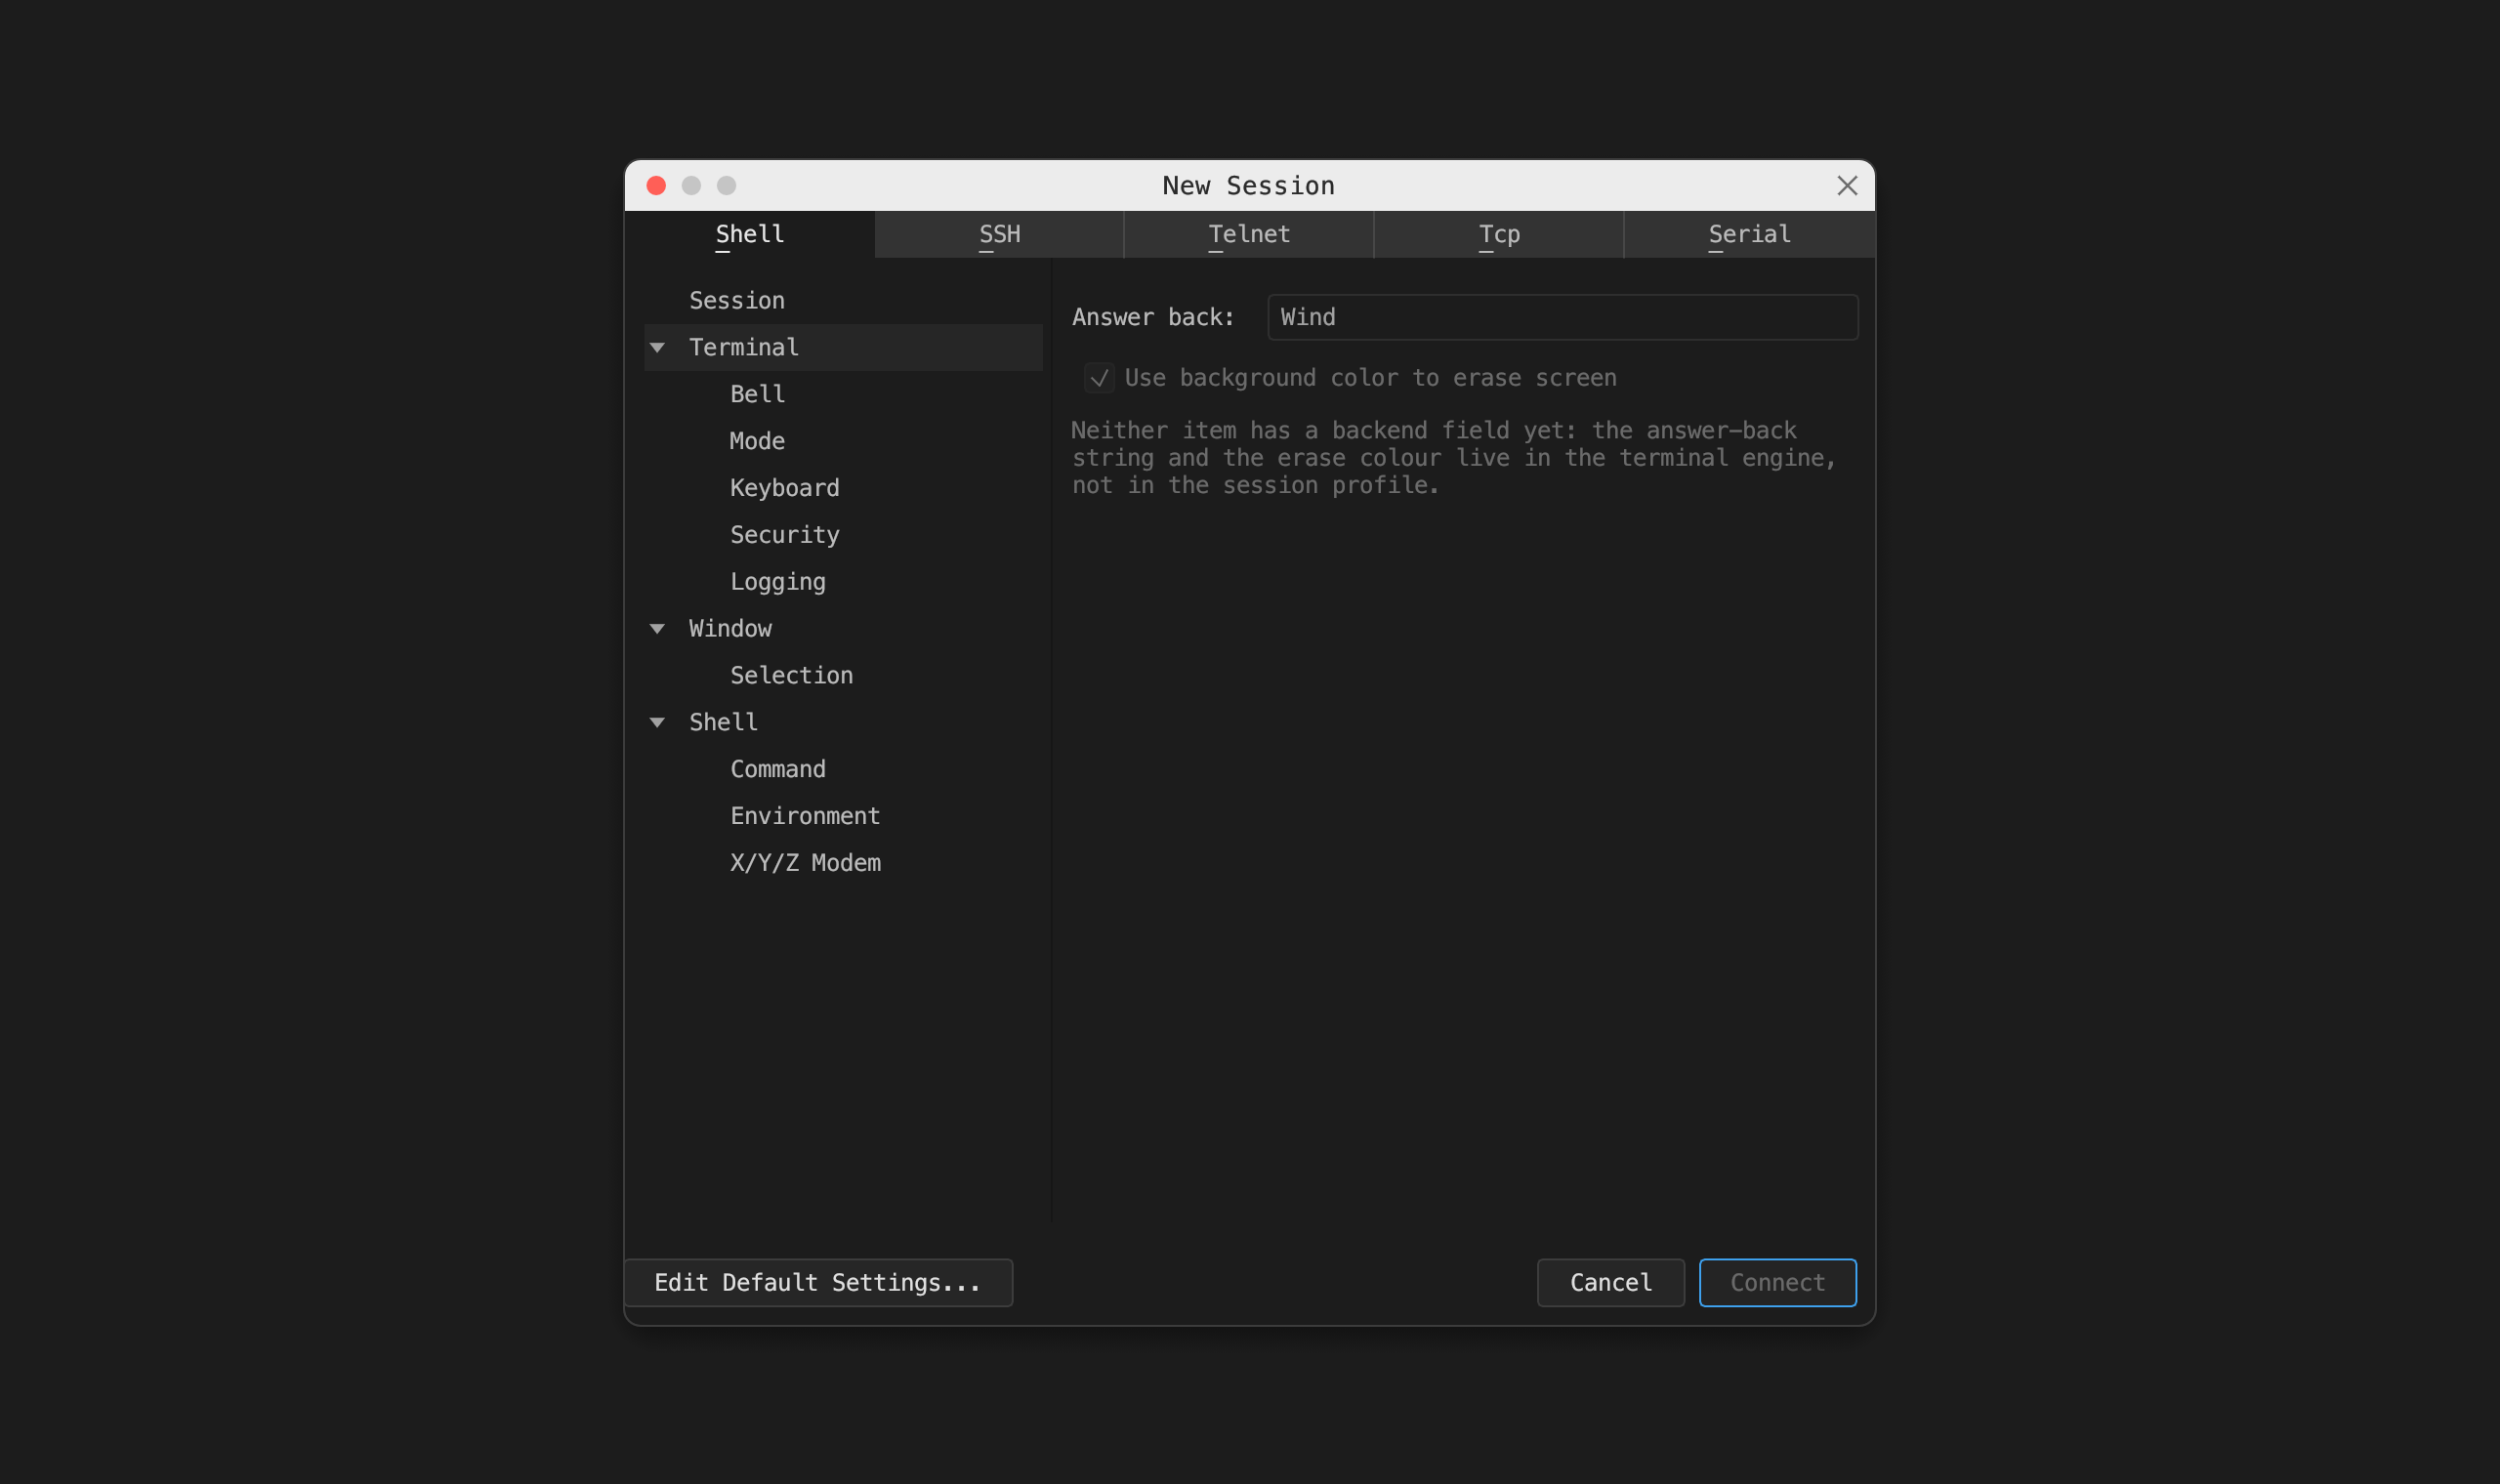 New Session
Shell
SSH
Telnet
Tcp
Serial
Session
Terminal
Bell
Mode
Keyboard
Security
Logging
Window
Selection
Shell
Command
Environment
X/Y/Z Modem
Answer back:
Wind
Use background color to erase screen
Neither item has a backend field yet: the answer-back
string and the erase colour live in the terminal engine,
not in the session profile.
Edit Default Settings...
Cancel
Connect